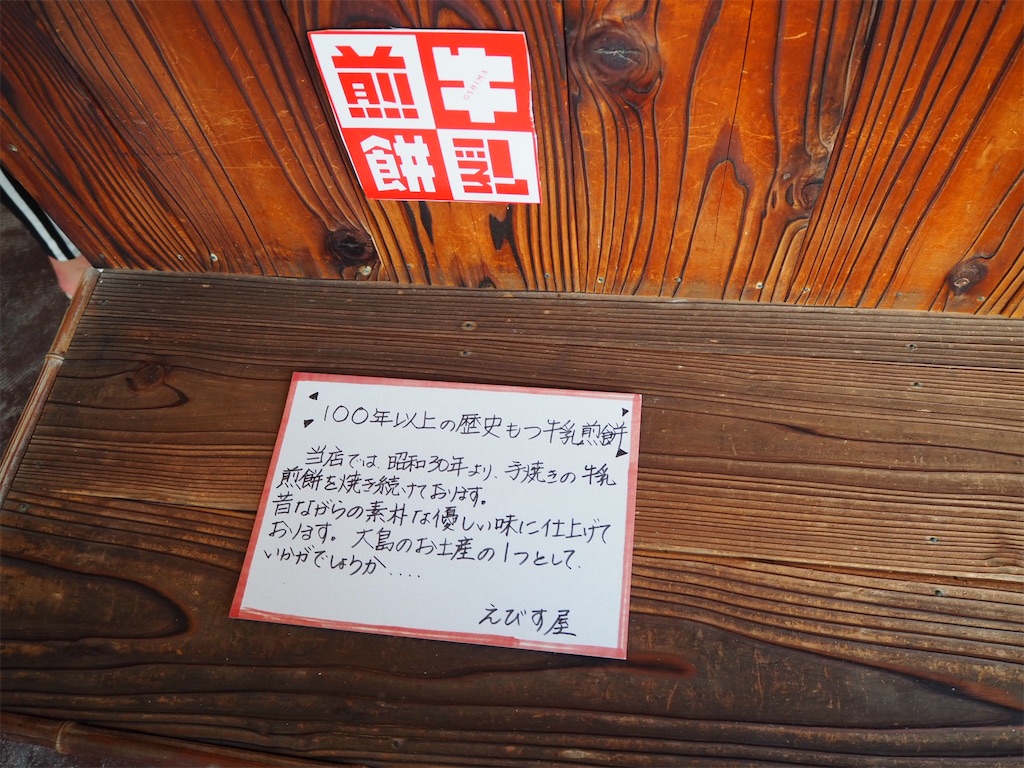 牛乳
煎餅
OSHIMA
100年以上の歴史もつ牛乳煎餅
当店では、昭和30年より、手焼きの牛乳
煎餅を焼き続けております。
昔ながらの素朴な優しい味に仕上げて
おります。大島のお土産の1つとして、
いかがでしょうか....
えびす屋